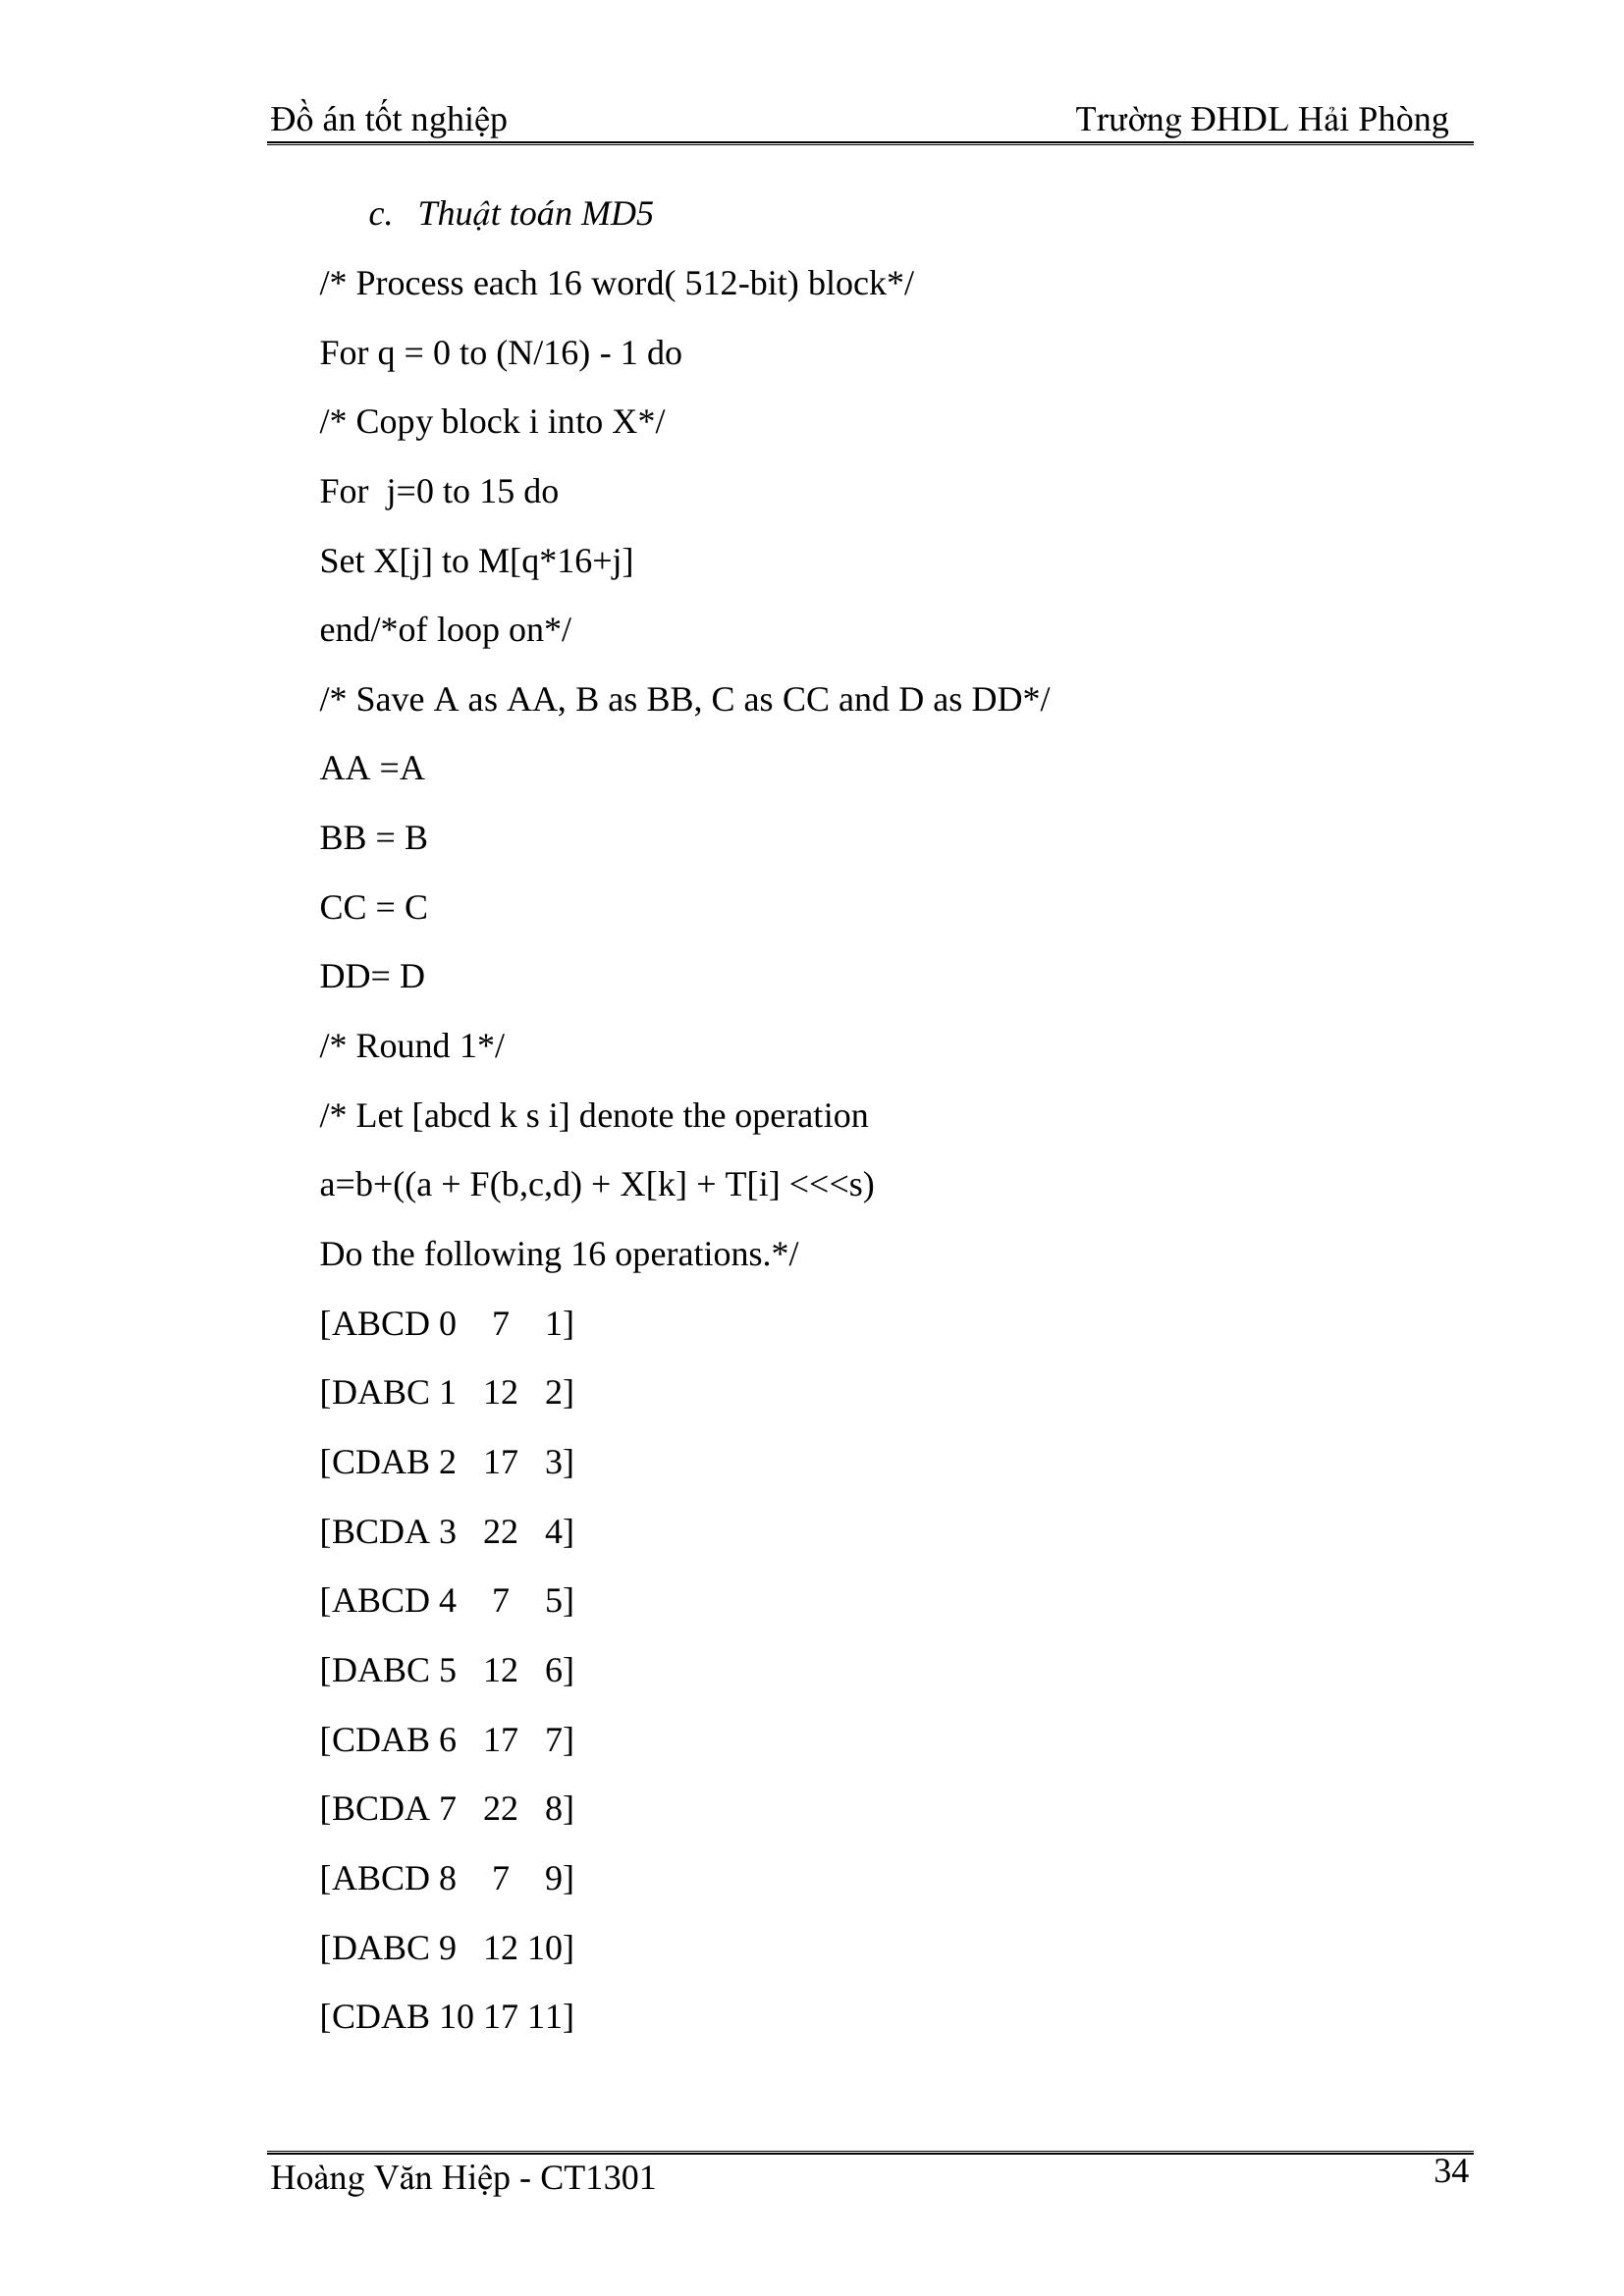 Đồ án tốt nghiệp Trường ĐHDL Hải Phòng
c. Thuật toán MD5
/* Process each 16 word( 512-bit) block*/
For q = 0 to (N/16) - 1 do
/* Copy block i into X*/
For  j=0 to 15 do
Set X[j] to M[q*16+j]
end/*of loop on*/
/* Save A as AA, B as BB, C as CC and D as DD*/
AA =A
BB = B
CC = C
DD= D
/* Round 1*/
/* Let [abcd k s i] denote the operation
a=b+((a + F(b,c,d) + X[k] + T[i] <<<s)
Do the following 16 operations.*/
[ABCD 0    7    1]
[DABC 1   12   2]
[CDAB 2   17   3]
[BCDA 3   22   4]
[ABCD 4    7    5]
[DABC 5   12   6]
[CDAB 6   17   7]
[BCDA 7   22   8]
[ABCD 8    7    9]
[DABC 9   12 10]
[CDAB 10 17 11]
Hoàng Văn Hiệp - CT1301 34